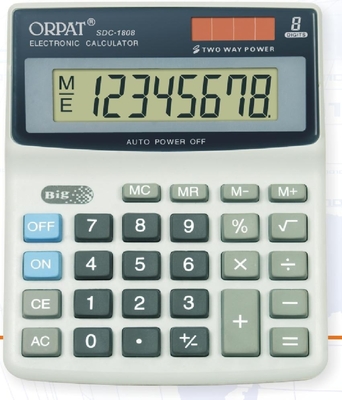 ORPAT® SDC-1808
ELECTRONIC CALCULATOR
8 DIGITS
TWO WAY POWER
M
E
12345678.
AUTO POWER OFF
Big
MC MR M- M+
OFF 7 8 9 % √
ON 4 5 6 × ÷
CE 1 2 3 + −
AC 0 • +/- =